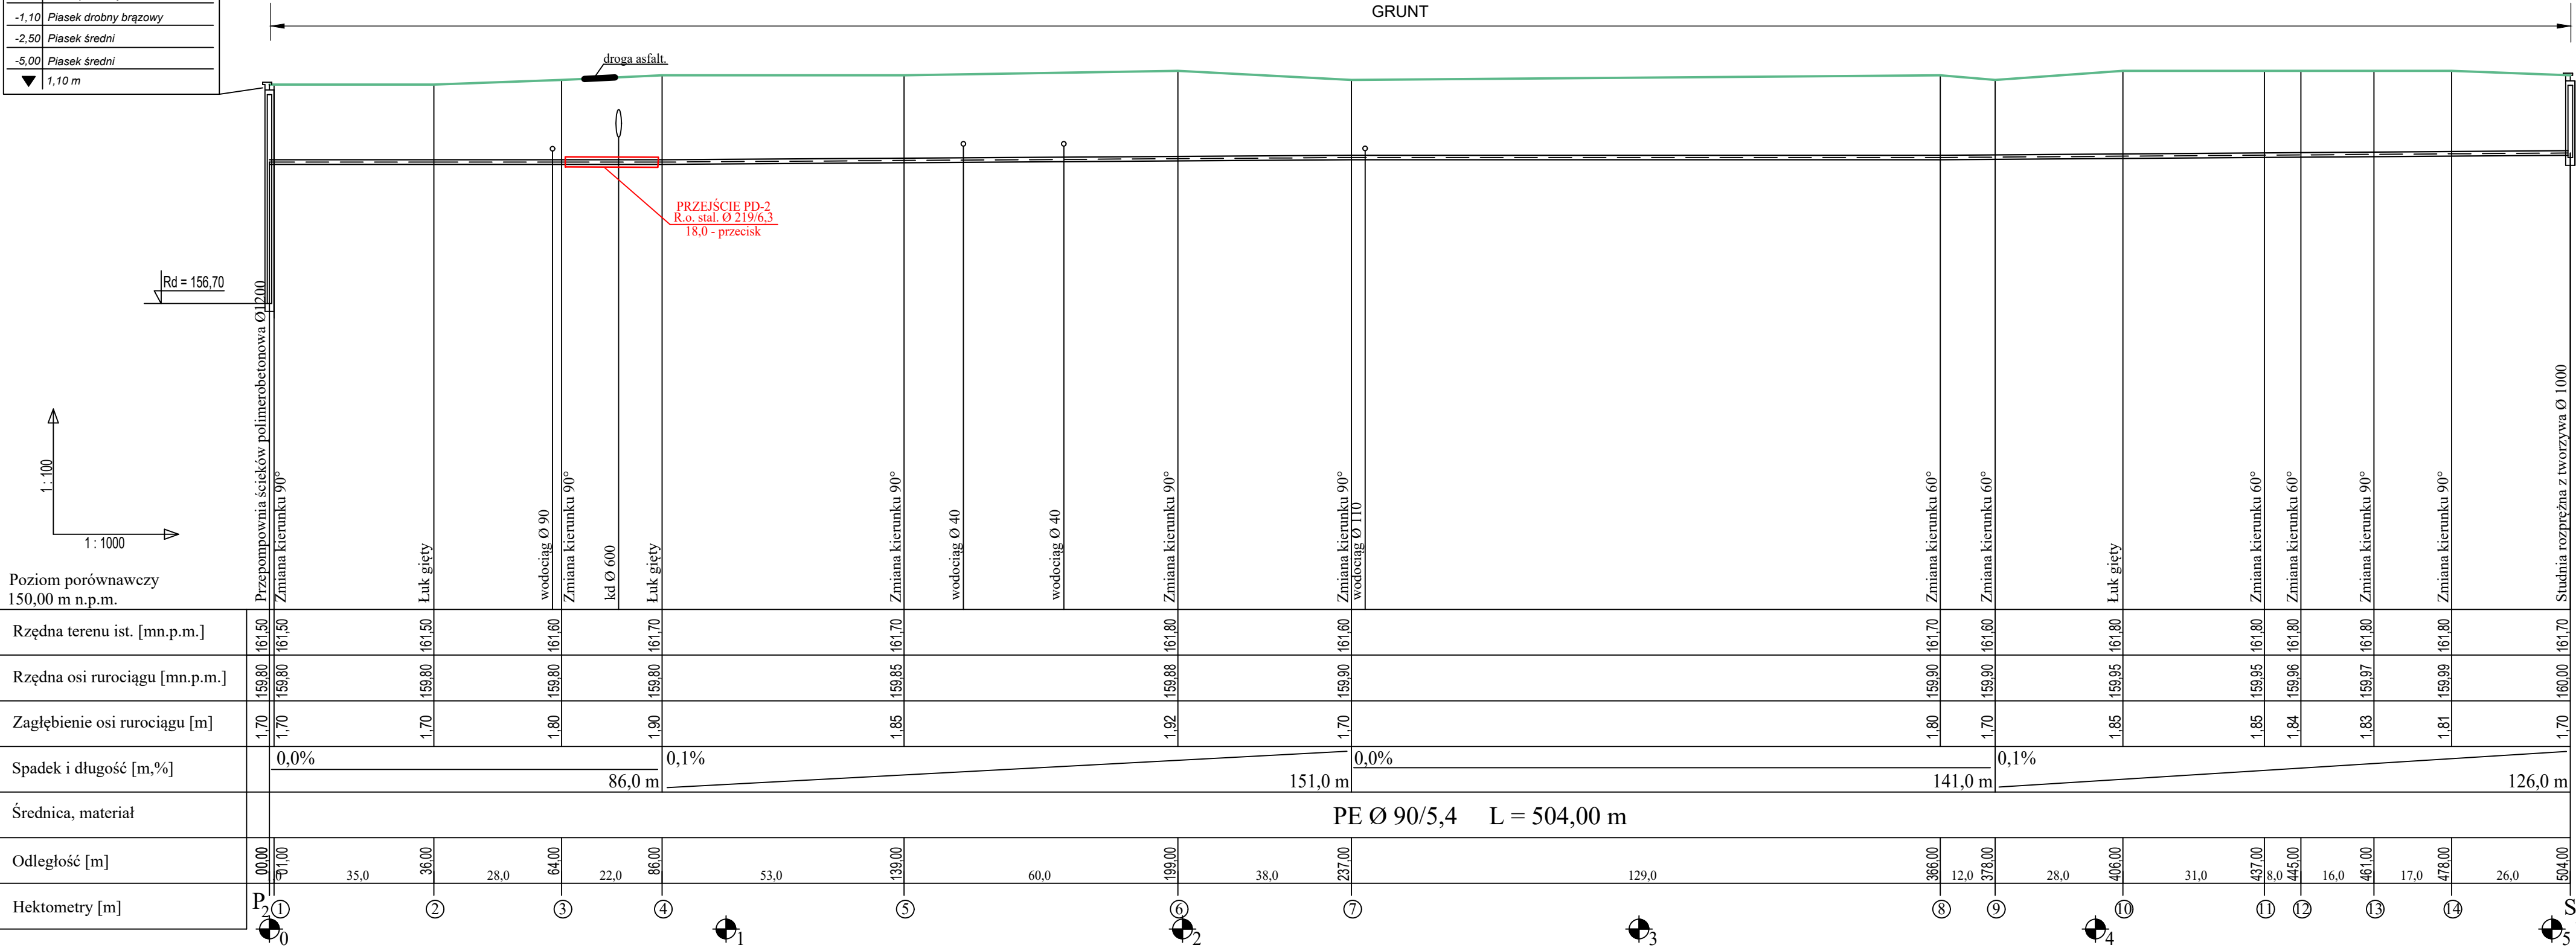 GRUNT
-1,10 Piasek drobny brązowy
-2,50 Piasek średni
-5,00 Piasek średni
1,10 m
droga asfalt.
PRZEJŚCIE PD-2
R.o. stal. Ø 219/6,3
18,0 - przecisk
Rd = 156,70
1 : 100
1 : 1000
Poziom porównawczy
150,00 m n.p.m.
Przepompownia ścieków polimerobetonowa Ø1200
Zmiana kierunku 90°
Łuk gięty
wodociąg Ø 90
Zmiana kierunku 90°
kd Ø 600
Łuk gięty
Zmiana kierunku 90°
wodociąg Ø 40
wodociąg Ø 40
Zmiana kierunku 90°
Zmiana kierunku 90°
wodociąg Ø 110
Zmiana kierunku 60°
Zmiana kierunku 60°
Łuk gięty
Zmiana kierunku 60°
Zmiana kierunku 60°
Zmiana kierunku 90°
Zmiana kierunku 90°
Studnia rozprężna z tworzywa Ø 1000
Rzędna terenu ist. [mn.p.m.] 161,50 161,50 161,50 161,60 161,70 161,70 161,80 161,60 161,70 161,60 161,80 161,80 161,80 161,80 161,80 161,70
Rzędna osi rurociągu [mn.p.m.] 159,80 159,80 159,80 159,80 159,80 159,85 159,88 159,90 159,90 159,90 159,95 159,95 159,96 159,97 159,99 160,00
Zagłębienie osi rurociągu [m] 1,70 1,70 1,70 1,80 1,90 1,85 1,92 1,70 1,80 1,70 1,85 1,85 1,84 1,83 1,81 1,70
Spadek i długość [m,%] 0,0% 86,0 m 0,1% 151,0 m 0,0% 141,0 m 0,1% 126,0 m
Średnica, materiał PE Ø 90/5,4 L = 504,00 m
Odległość [m] 00,00 01,00 36,00 64,00 86,00 139,00 199,00 237,00 366,00 378,00 406,00 437,00 445,00 461,00 478,00 504,00
35,0 28,0 22,0 53,0 60,0 38,0 129,0 12,0 28,0 31,0 8,0 16,0 17,0 26,0
Hektometry [m] P2 1 2 3 4 5 6 7 8 9 10 11 12 13 14 S
0 1 2 3 4 5